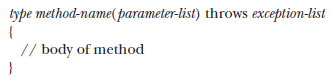 type method-name(parameter-list) throws exception-list
{
// body of method
}